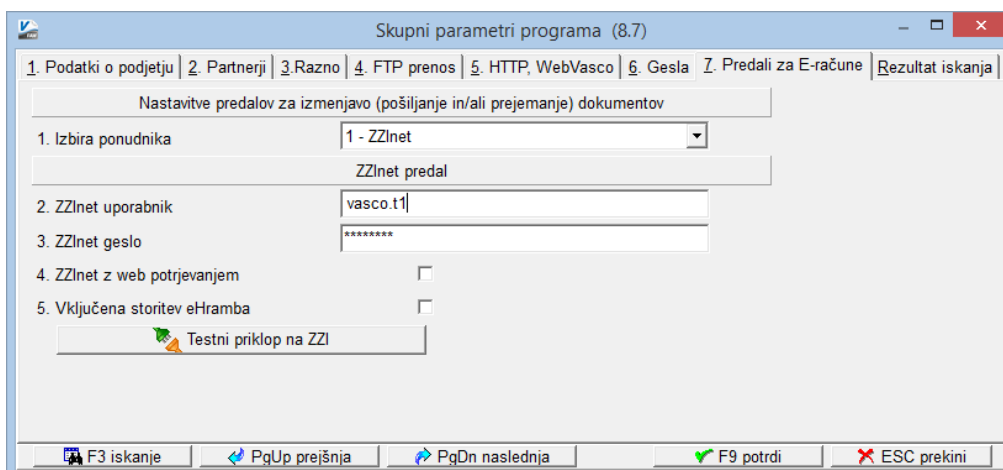 Skupni parametri programa (8.7)
1. Podatki o podjetju 2. Partnerji 3.Razno 4. FTP prenos 5. HTTP, WebVasco 6. Gesla 7. Predali za E-račune Rezultat iskanja
Nastavitve predalov za izmenjavo (pošiljanje in/ali prejemanje) dokumentov
1. Izbira ponudnika 1 - ZZInet
ZZInet predal
2. ZZInet uporabnik vasco.t1
3. ZZInet geslo ********
4. ZZInet z web potrjevanjem
5. Vključena storitev eHramba
Testni priklop na ZZI
F3 iskanje PgUp prejšnja PgDn naslednja F9 potrdi ESC prekini